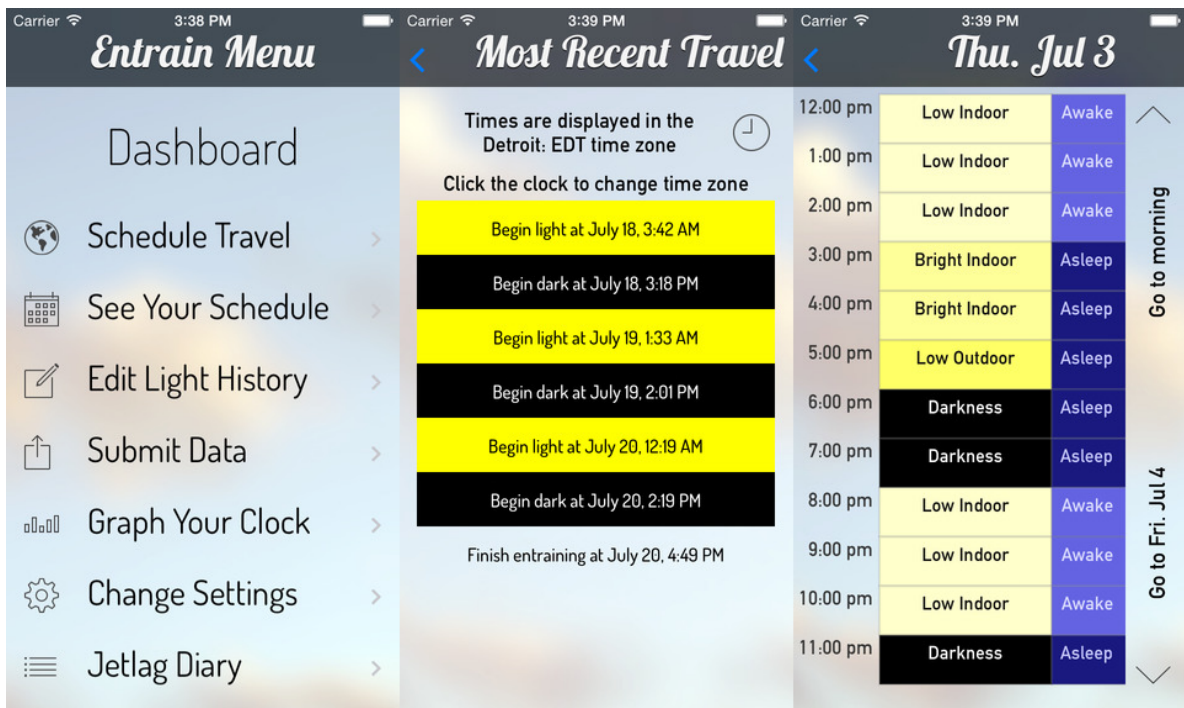 Carrier 3:38 PM
Entrain Menu
Dashboard
Schedule Travel
See Your Schedule
Edit Light History
Submit Data
Graph Your Clock
Change Settings
Jetlag Diary
Carrier 3:39 PM
Most Recent Travel
Times are displayed in the
Detroit: EDT time zone
Click the clock to change time zone
Begin light at July 18, 3:42 AM
Begin dark at July 18, 3:18 PM
Begin light at July 19, 1:33 AM
Begin dark at July 19, 2:01 PM
Begin light at July 20, 12:19 AM
Begin dark at July 20, 2:19 PM
Finish entraining at July 20, 4:49 PM
Carrier 3:39 PM
Thu. Jul 3
12:00 pm Low Indoor Awake
1:00 pm Low Indoor Awake
2:00 pm Low Indoor Awake
3:00 pm Bright Indoor Asleep
4:00 pm Bright Indoor Asleep
5:00 pm Low Outdoor Asleep
6:00 pm Darkness Asleep
7:00 pm Darkness Asleep
8:00 pm Low Indoor Awake
9:00 pm Low Indoor Awake
10:00 pm Low Indoor Awake
11:00 pm Darkness Asleep
Go to morning
Go to Fri. Jul 4